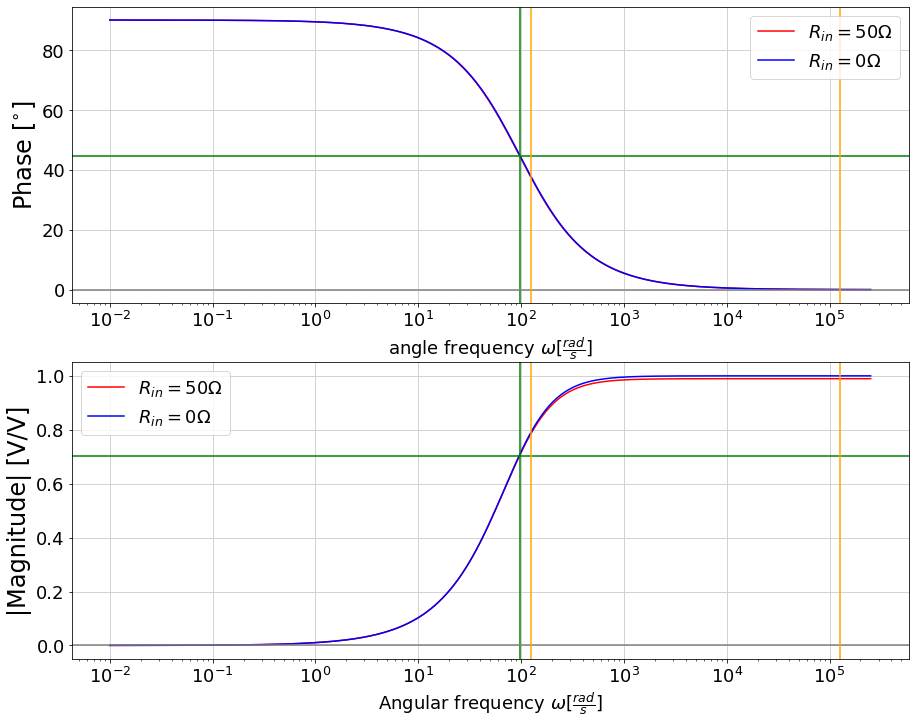 Phase [°]
80
60
40
20
0
R_in = 50Ω
R_in = 0Ω
10^-2 10^-1 10^0 10^1 10^2 10^3 10^4 10^5
angle frequency ω[rad/s]
|Magnitude| [V/V]
1.0
0.8
0.6
0.4
0.2
0.0
R_in = 50Ω
R_in = 0Ω
10^-2 10^-1 10^0 10^1 10^2 10^3 10^4 10^5
Angular frequency ω[rad/s]